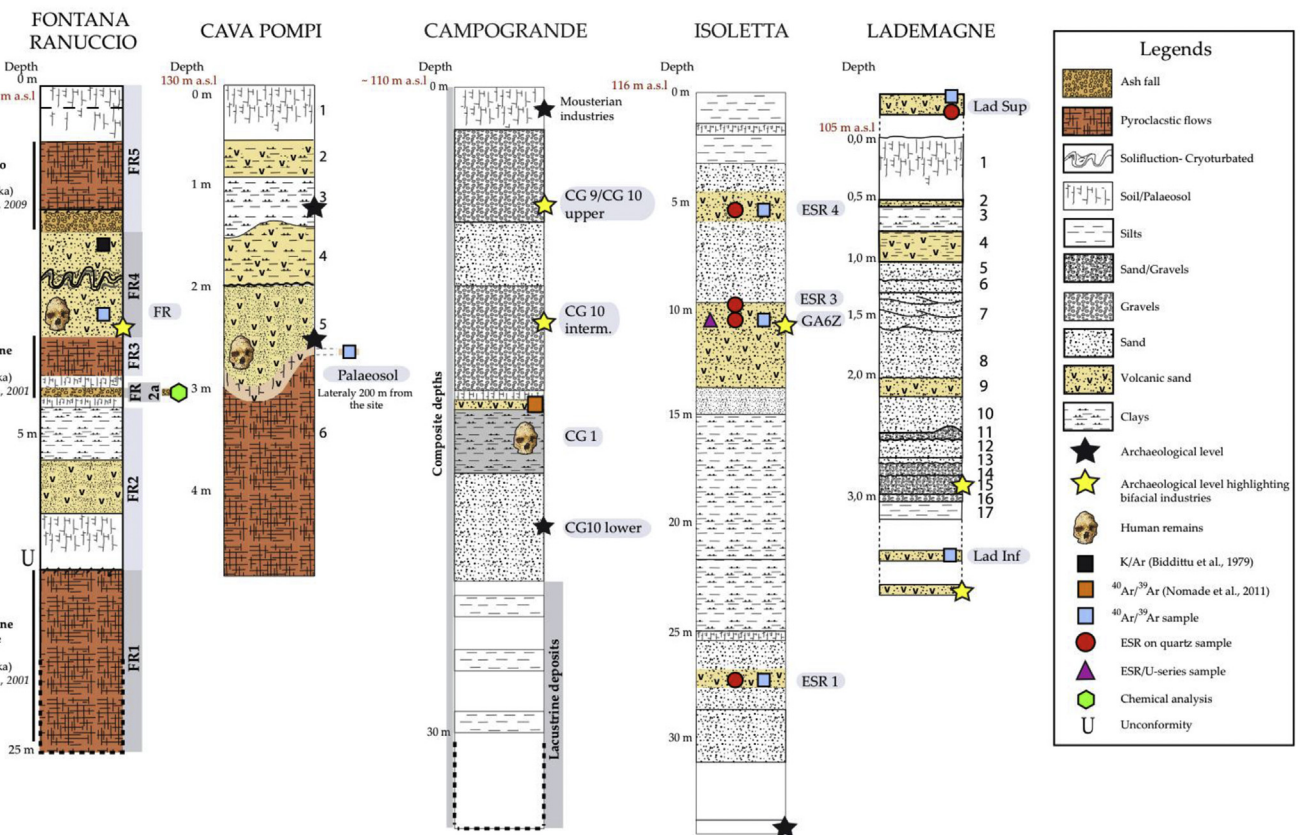 FONTANA
RANUCCIO
Depth
0 m
m a.s.l
2009
FR5
FR4
FR
FR3
FR
2a
2001
5 m
FR2
U
FR1
2001
25 m
CAVA POMPI
Depth
130 m a.s.l
0 m
1
2
1 m
3
4
2 m
5
Palaeosol
Lateraly 200 m from
the site
3 m
6
4 m
CAMPOGRANDE
Depth
~ 110 m a.s.l
0 m
Mousterian
industries
CG 9/CG 10
upper
CG 10
interm.
Composite depths
CG 1
CG10 lower
Lacustrine deposits
30 m
ISOLETTA
Depth
116 m a.s.l
0 m
5 m
ESR 4
ESR 3
10 m
GA6Z
15 m
20 m
25 m
ESR 1
30 m
LADEMAGNE
Depth
Lad Sup
105 m a.s.l
0,0 m
1
0,5 m
2
3
4
1,0 m
5
6
1,5 m
7
8
2,0 m
9
10
11
12
13
14
15
3,0 m
16
17
Lad Inf
Legends
Ash fall
Pyroclacstic flows
Solifluction- Cryoturbated
Soil/Palaeosol
Silts
Sand/Gravels
Gravels
Sand
Volcanic sand
Clays
Archaeological level
Archaeological level highlighting
bifacial industries
Human remains
K/Ar (Biddittu et al., 1979)
⁴⁰Ar/³⁹Ar (Nomade et al., 2011)
⁴⁰Ar/³⁹Ar sample
ESR on quartz sample
ESR/U-series sample
Chemical analysis
U
Unconformity